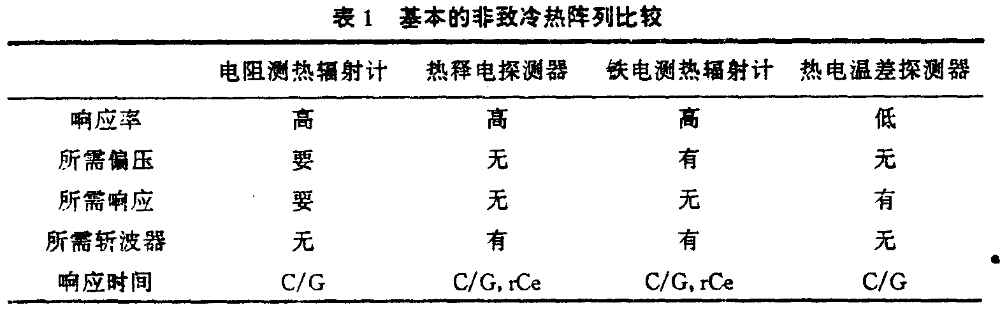 表1 基本的非致冷热阵列比较
电阻测热辐射计 热释电探测器 铁电测热辐射计 热电温差探测器
响应率 高 高 高 低
所需偏压 要 无 有 无
所需响应 要 无 无 有
所需斩波器 无 有 有 无
响应时间 C/G C/G,rCe C/G,rCe C/G